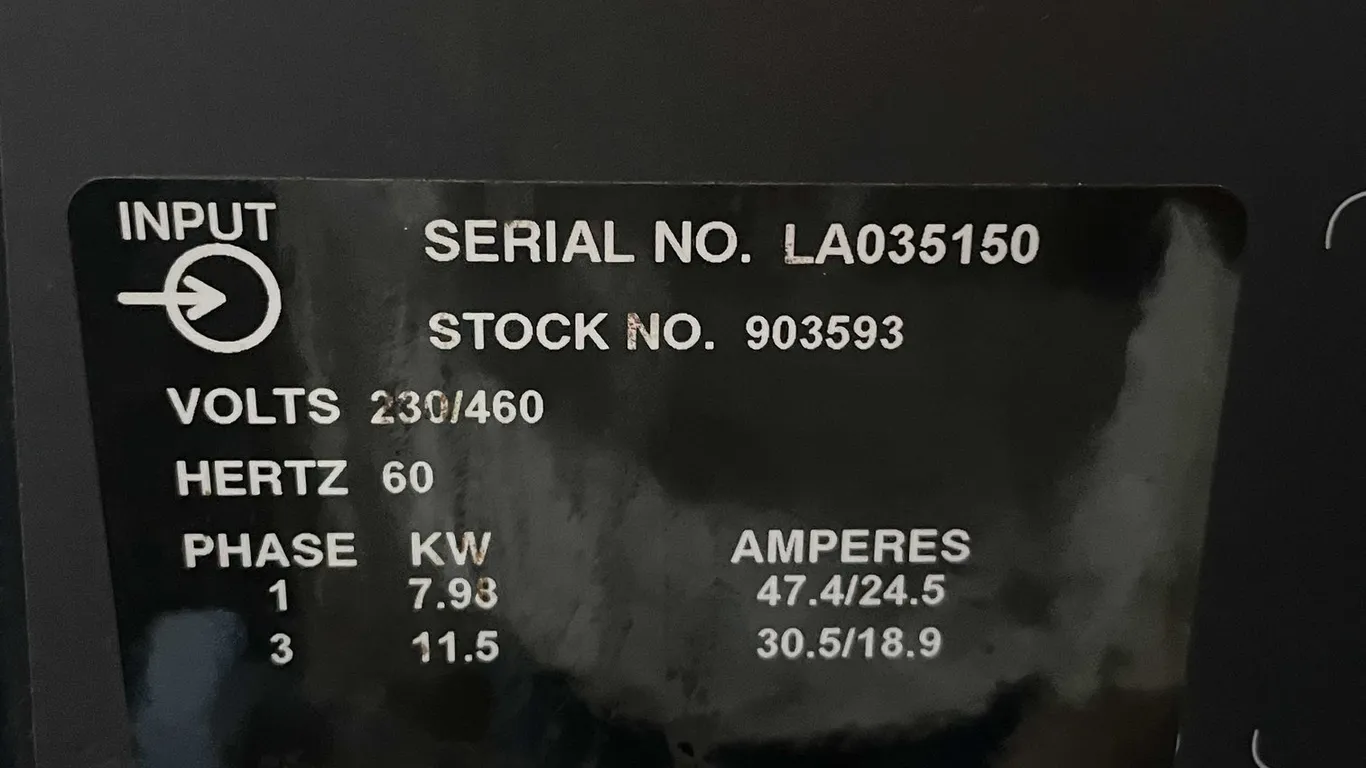 INPUT
SERIAL NO. LA035150
STOCK NO. 903593
VOLTS 230/460
HERTZ 60
PHASE KW AMPERES
1 7.98 47.4/24.5
3 11.5 30.5/18.9